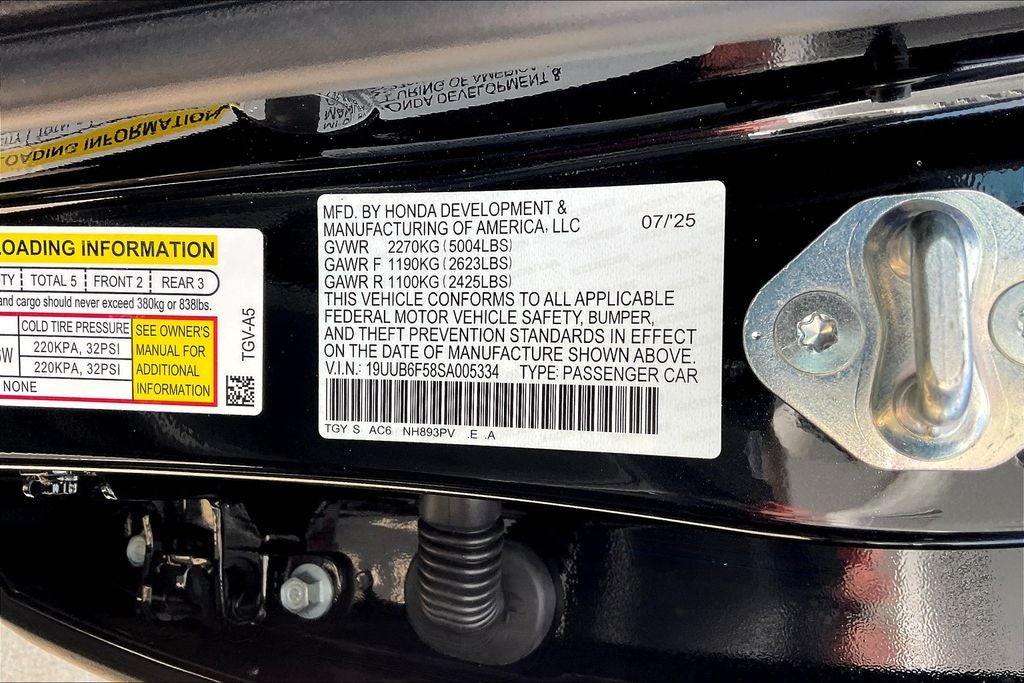 LOADING INFORMATION
TOTAL 5 FRONT 2 REAR 3
and cargo should never exceed 380kg or 838lbs.
COLD TIRE PRESSURE
220KPA, 32PSI
220KPA, 32PSI
NONE
SEE OWNER'S
MANUAL FOR
ADDITIONAL
INFORMATION
TGV-A5
MFD. BY HONDA DEVELOPMENT &
MANUFACTURING OF AMERICA, LLC
07/'25
GVWR 2270KG (5004LBS)
GAWR F 1190KG (2623LBS)
GAWR R 1100KG (2425LBS)
THIS VEHICLE CONFORMS TO ALL APPLICABLE
FEDERAL MOTOR VEHICLE SAFETY, BUMPER,
AND THEFT PREVENTION STANDARDS IN EFFECT
ON THE DATE OF MANUFACTURE SHOWN ABOVE.
V.I.N.: 19UUB6F58SA005334 TYPE: PASSENGER CAR
TGY S AC6 NH893PV .E .A